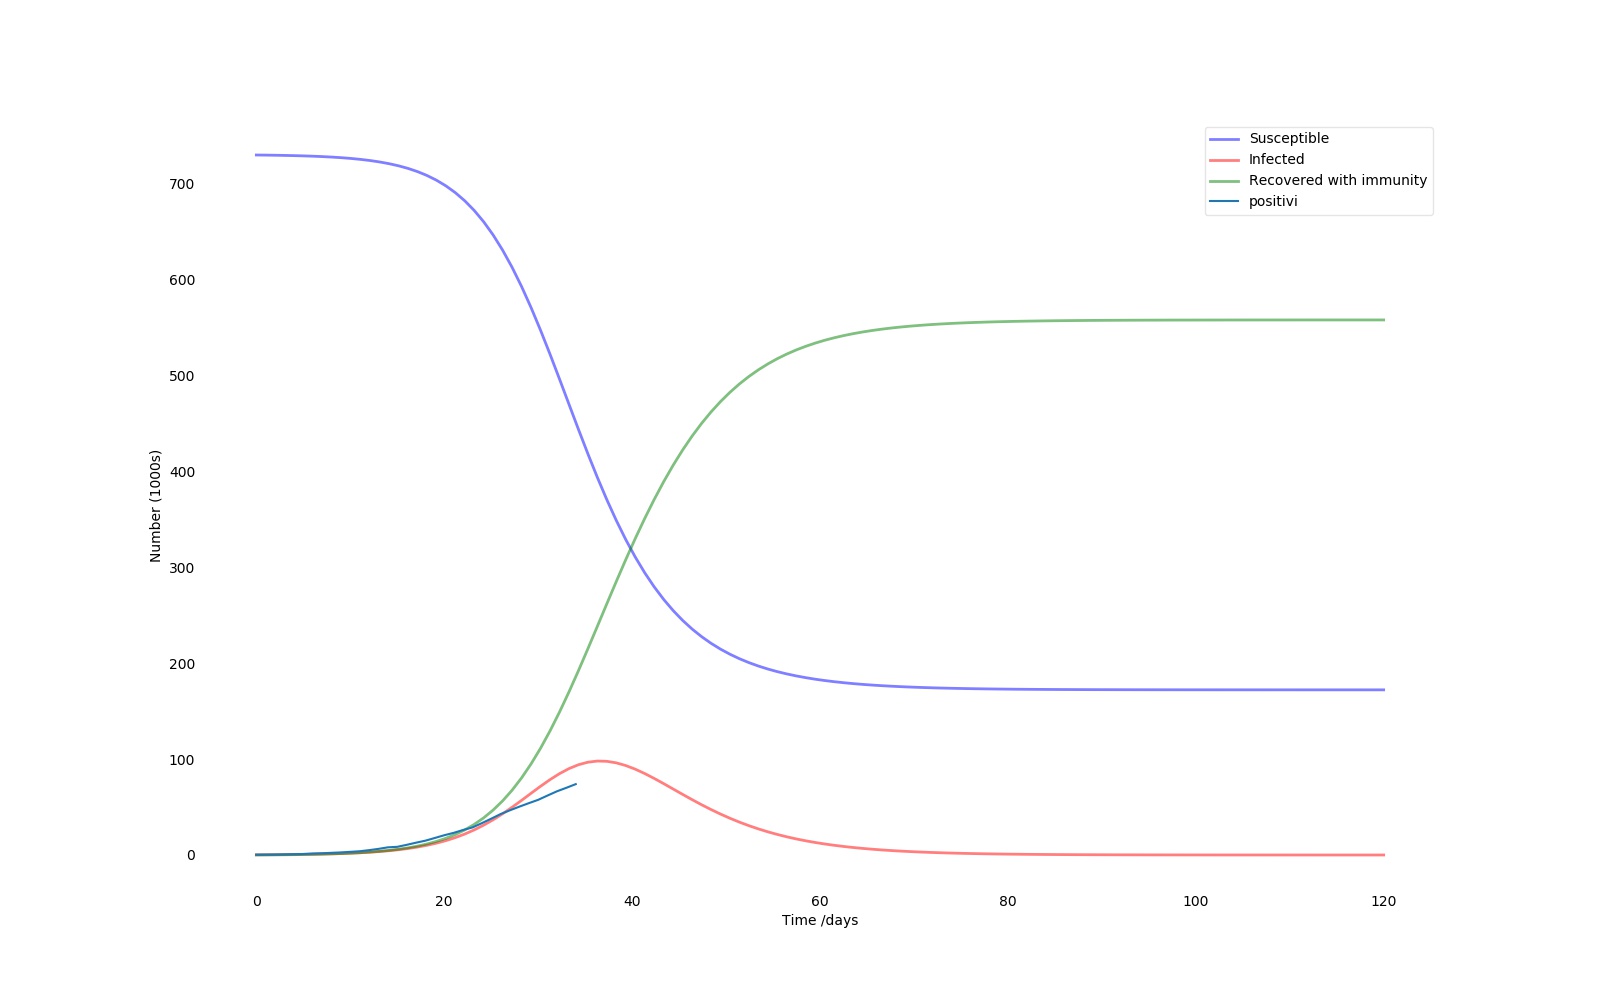 Susceptible
Infected
Recovered with immunity
positivi
700
600
500
400
300
200
100
0
Number (1000s)
0 20 40 60 80 100 120
Time /days